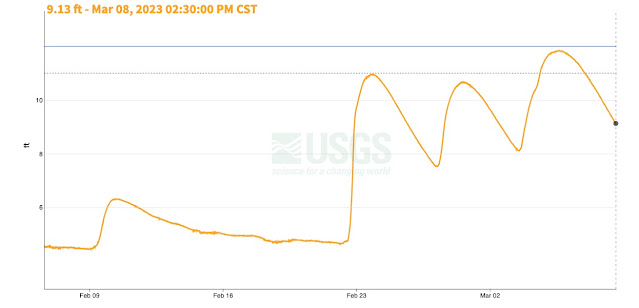 9.13 ft - Mar 08, 2023 02:30:00 PM CST
10
ft
8
6
USGS
science for a changing world
Feb 09
Feb 16
Feb 23
Mar 02